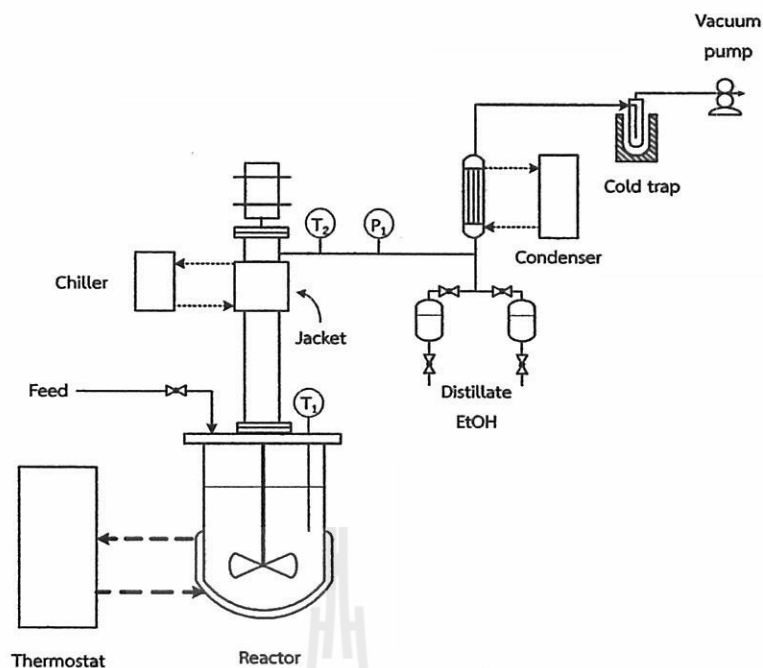 Vacuum
pump
Cold trap
T₂
P₁
Condenser
Chiller
Jacket
Feed
Distillate
EtOH
T₁
Thermostat
Reactor